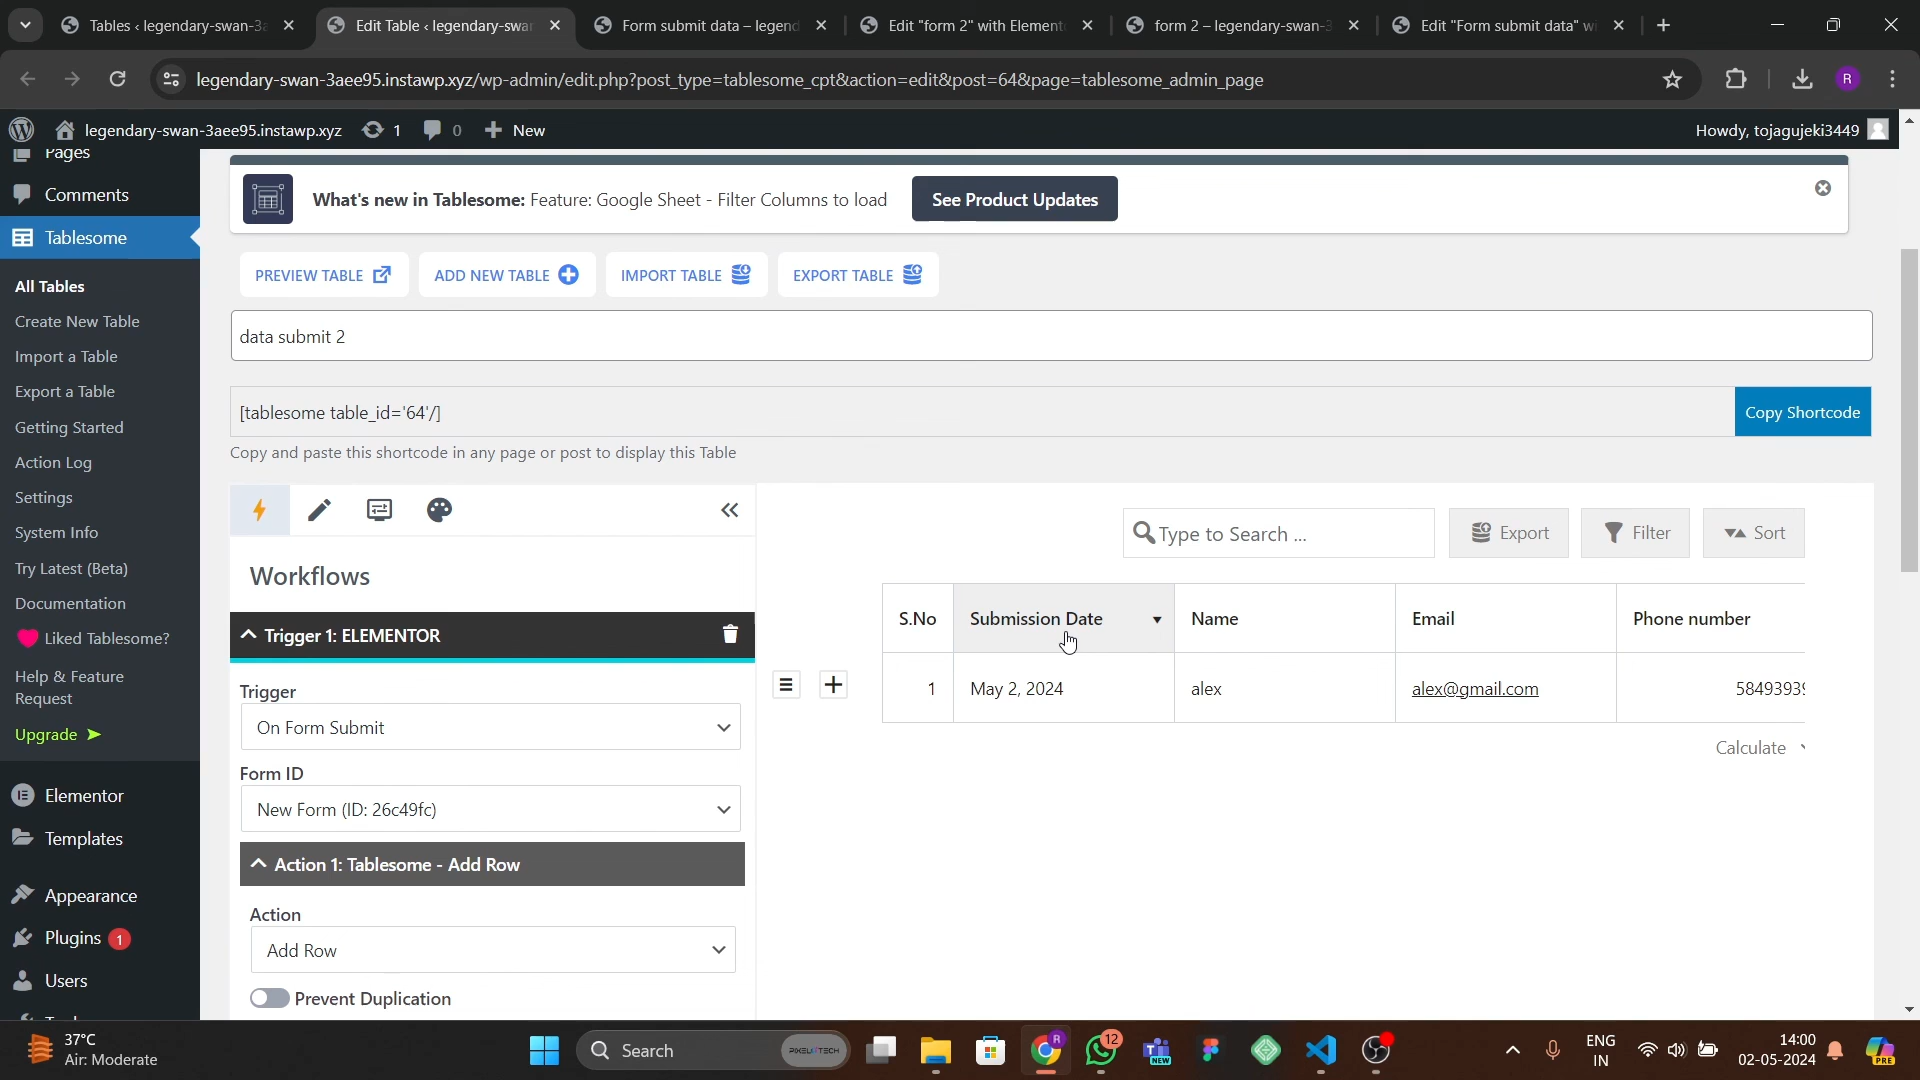 Tablesome
Tables ‹ legendary-swan-3a
Edit Table ‹ legendary-swan
Form submit data – legend
Edit "form 2" with Element
form 2 – legendary-swan-3
Edit "Form submit data" w
legendary-swan-3aee95.instawp.xyz/wp-admin/edit.php?post_type=tablesome_cpt&action=edit&post=64&page=tablesome_admin_page
R
legendary-swan-3aee95.instawp.xyz
1
0
New
Howdy, tojagujeki3449
Pages
Comments
Tablesome
All Tables
Create New Table
Import a Table
Export a Table
Getting Started
Action Log
Settings
System Info
Try Latest (Beta)
Documentation
Liked Tablesome?
Help & Feature
Request
Upgrade ➤
Elementor
Templates
Appearance
Plugins 1
Users
What's new in Tablesome: Feature: Google Sheet - Filter Columns to load
See Product Updates
PREVIEW TABLE
ADD NEW TABLE
IMPORT TABLE
EXPORT TABLE
data submit 2
[tablesome table_id='64'/]
Copy Shortcode
Copy and paste this shortcode in any page or post to display this Table
Workflows
Trigger 1: ELEMENTOR
Trigger
On Form Submit
Form ID
New Form (ID: 26c49fc)
Action 1: Tablesome - Add Row
Action
Add Row
Prevent Duplication
Type to Search ...
Export
Filter
Sort
S.No
Submission Date
Name
Email
Phone number
1
May 2, 2024
alex
alex@gmail.com
5849393
Calculate
37°C
Air: Moderate
Search
PIXELTECH
R
12
NEW
ENG
IN
14:00
02-05-2024
PRE